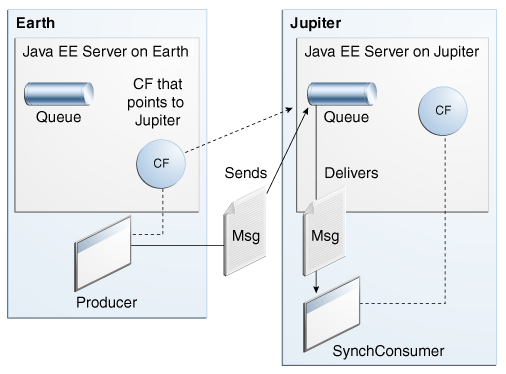 Earth
Java EE Server on Earth
Queue
CF that
points to
Jupiter
CF
Producer
Sends
Msg
Jupiter
Java EE Server on Jupiter
Queue
CF
Delivers
Msg
SynchConsumer